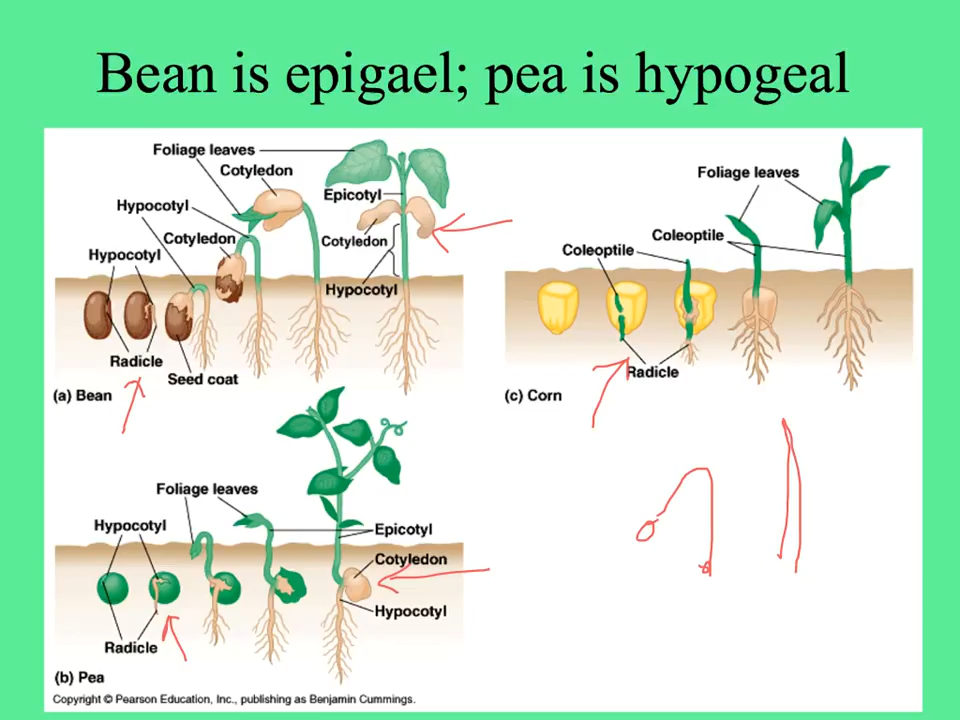 Bean is epigael; pea is hypogeal
Foliage leaves
Cotyledon
Hypocotyl
Cotyledon
Hypocotyl
Epicotyl
Cotyledon
Hypocotyl
Radicle
Seed coat
(a) Bean
Foliage leaves
Coleoptile
Coleoptile
Radicle
(c) Corn
Foliage leaves
Hypocotyl
Epicotyl
Cotyledon
Hypocotyl
Radicle
(b) Pea
Copyright © Pearson Education, Inc., publishing as Benjamin Cummings.